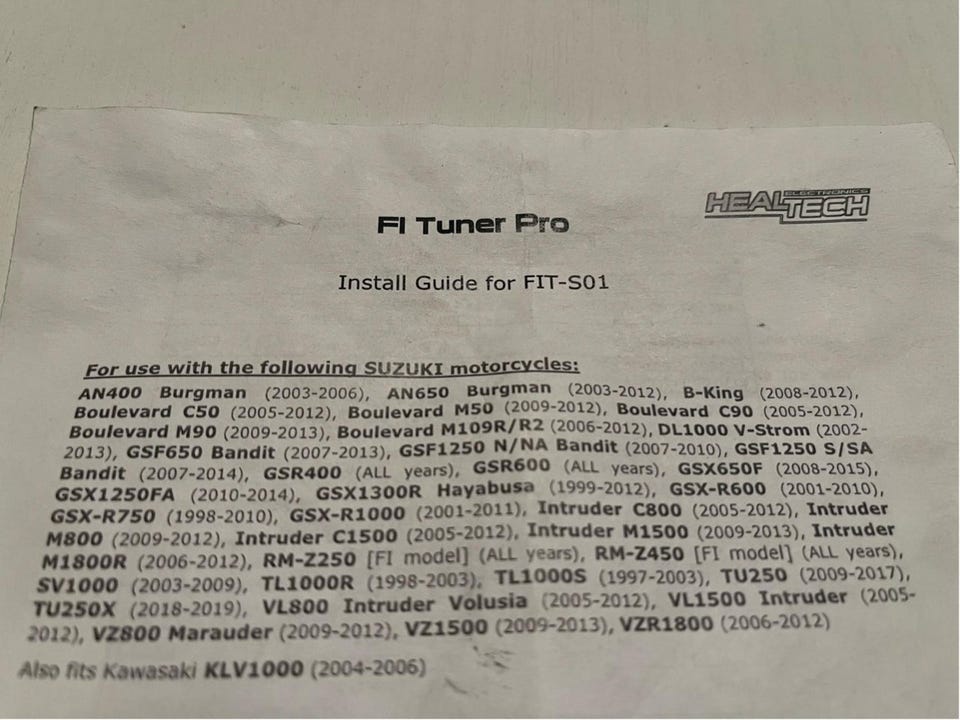 HEALTECH ELECTRONICS
FI Tuner Pro
Install Guide for FIT-S01
For use with the following SUZUKI motorcycles:
AN400 Burgman (2003-2006), AN650 Burgman (2003-2012), B-King (2008-2012),
Boulevard C50 (2005-2012), Boulevard M50 (2009-2012), Boulevard C90 (2005-2012),
Boulevard M90 (2009-2013), Boulevard M109R/R2 (2006-2012), DL1000 V-Strom (2002-
2013), GSF650 Bandit (2007-2013), GSF1250 N/NA Bandit (2007-2010), GSF1250 S/SA
Bandit (2007-2014), GSR400 (ALL years), GSR600 (ALL years), GSX650F (2008-2015),
GSX1250FA (2010-2014), GSX1300R Hayabusa (1999-2012), GSX-R600 (2001-2010),
GSX-R750 (1998-2010), GSX-R1000 (2001-2011), Intruder C800 (2005-2012), Intruder
M800 (2009-2012), Intruder C1500 (2005-2012), Intruder M1500 (2009-2013), Intruder
M1800R (2006-2012), RM-Z250 [FI model] (ALL years), RM-Z450 [FI model] (ALL years),
SV1000 (2003-2009), TL1000R (1998-2003), TL1000S (1997-2003), TU250 (2009-2017),
TU250X (2018-2019), VL800 Intruder Volusia (2005-2012), VL1500 Intruder (2005-
2012), VZ800 Marauder (2009-2012), VZ1500 (2009-2013), VZR1800 (2006-2012)
Also fits Kawasaki KLV1000 (2004-2006)